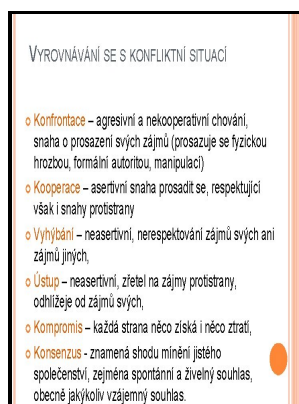 VYROVNÁVÁNÍ SE S KONFLIKTNÍ SITUACÍ
Konfrontace – agresivní a nekooperativní chování,
snaha o prosazení svých zájmů (prosazuje se fyzickou
hrozbou, formální autoritou, manipulací)
Kooperace – asertivní snaha prosadit se, respektující
však i snahy protistrany
Vyhýbání – neasertivní, nerespektování zájmů svých ani
zájmů jiných,
Ústup – neasertivní, zřetel na zájmy protistrany,
odhlížeje od zájmů svých,
Kompromis – každá strana něco získá i něco ztratí,
Konsenzus - znamená shodu mínění jistého
společenství, zejména spontánní a živelný souhlas,
obecně jakýkoliv vzájemný souhlas.